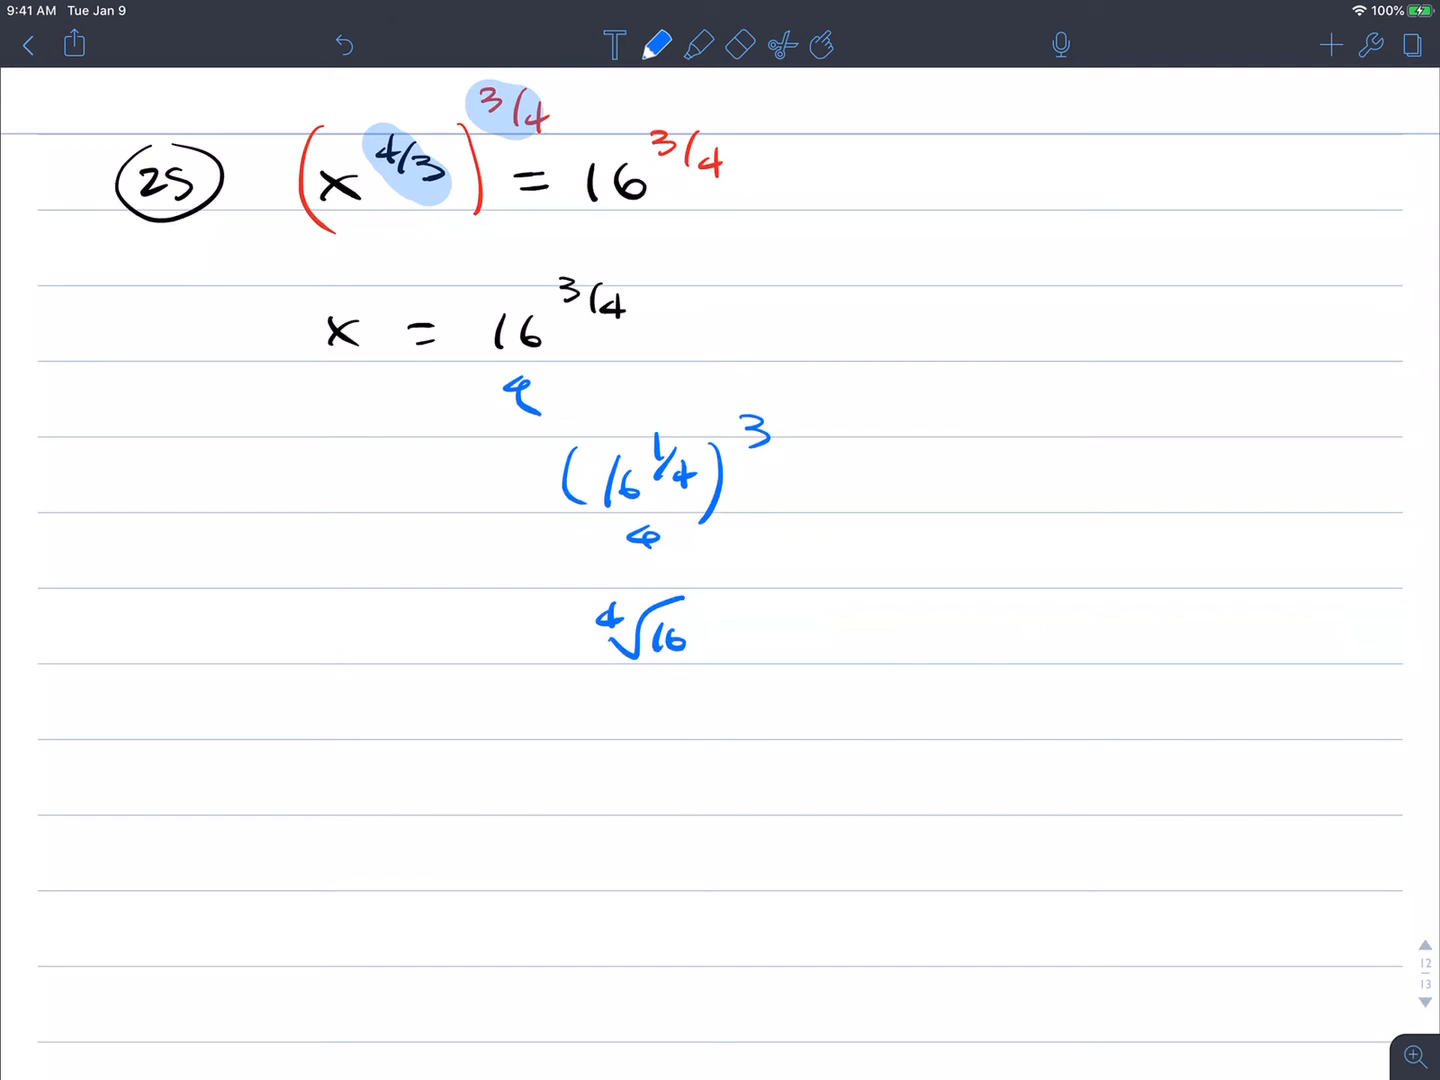 9:41 AM Tue Jan 9 100%
T
25 (x^4/3)^3/4 = 16^3/4
x = 16^3/4
(16^1/4)^3
4√16
12
13